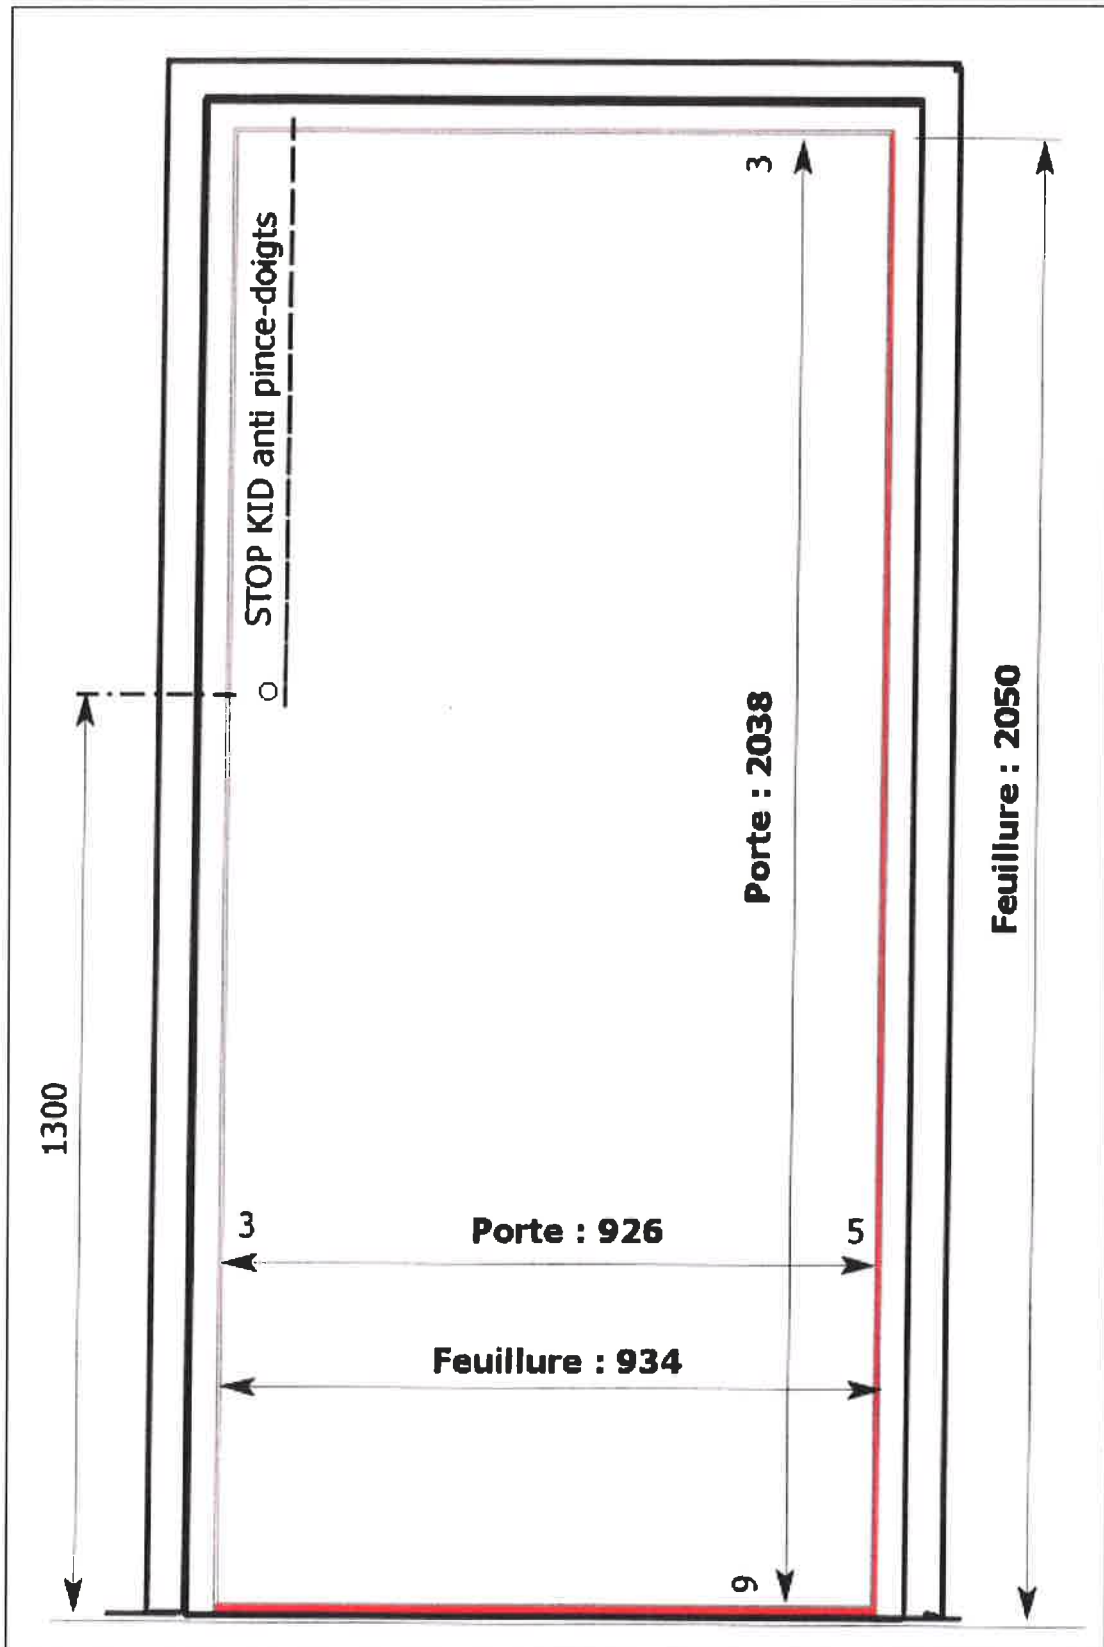 STOP KID anti pince-doigts
3
1300
Porte : 2038
Feuillure : 2050
3
Porte : 926
5
Feuillure : 934
9